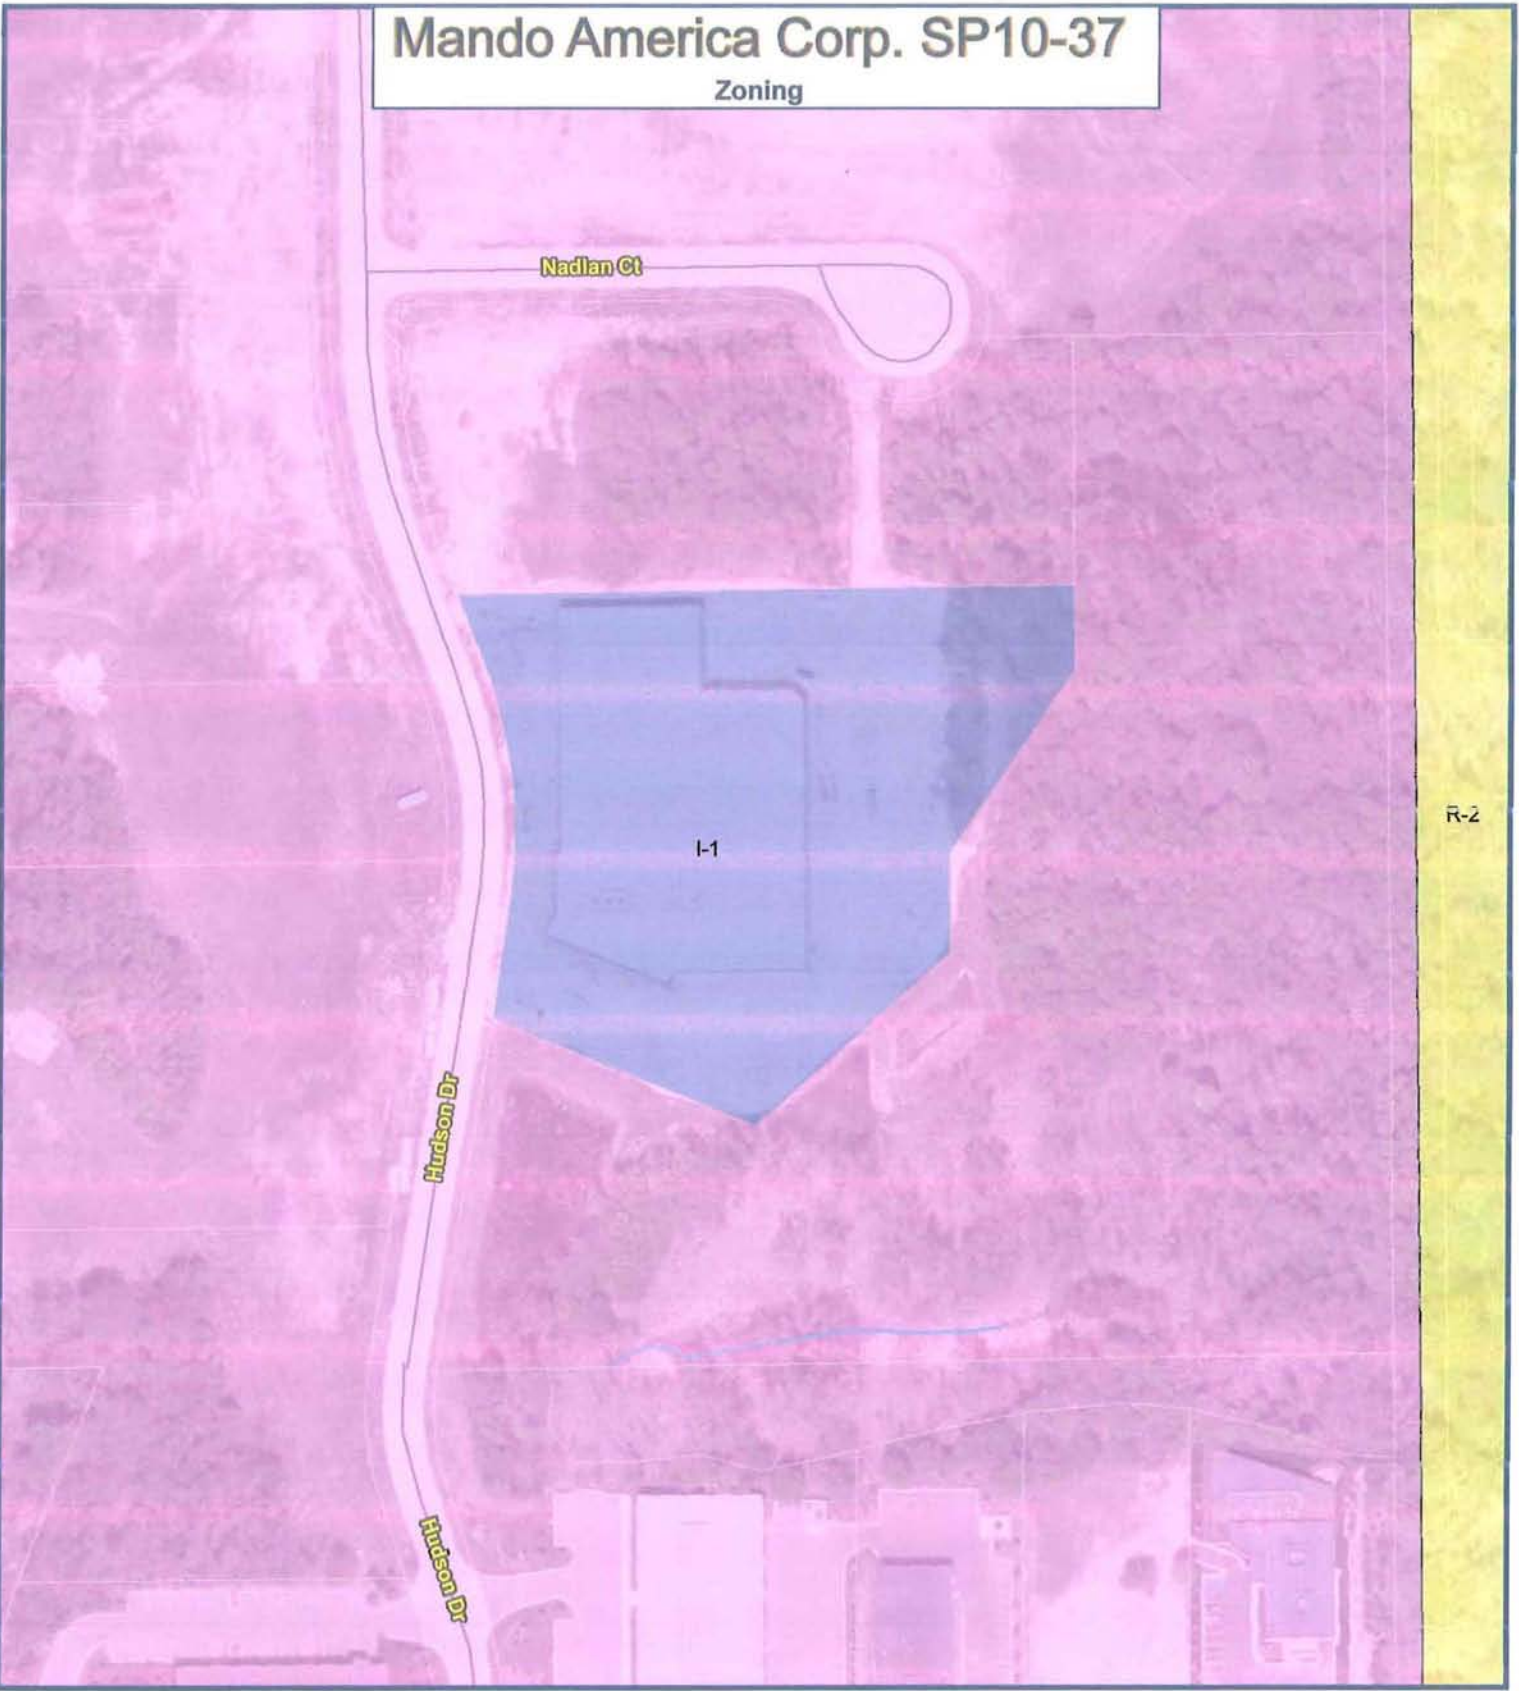 Mando America Corp. SP10-37
Zoning
Nadlan Ct
R-2
I-1
Hudson Dr
Hudson Dr